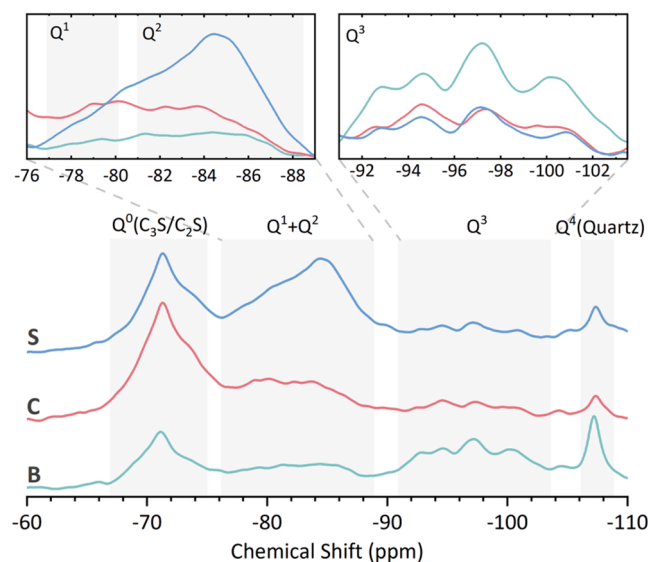 Q¹ Q² Q³
-76 -78 -80 -82 -84 -86 -88 -92 -94 -96 -98 -100 -102
Q⁰(C₃S/C₂S) Q¹+Q² Q³ Q⁴(Quartz)
S
C
B
-60 -70 -80 -90 -100 -110
Chemical Shift (ppm)